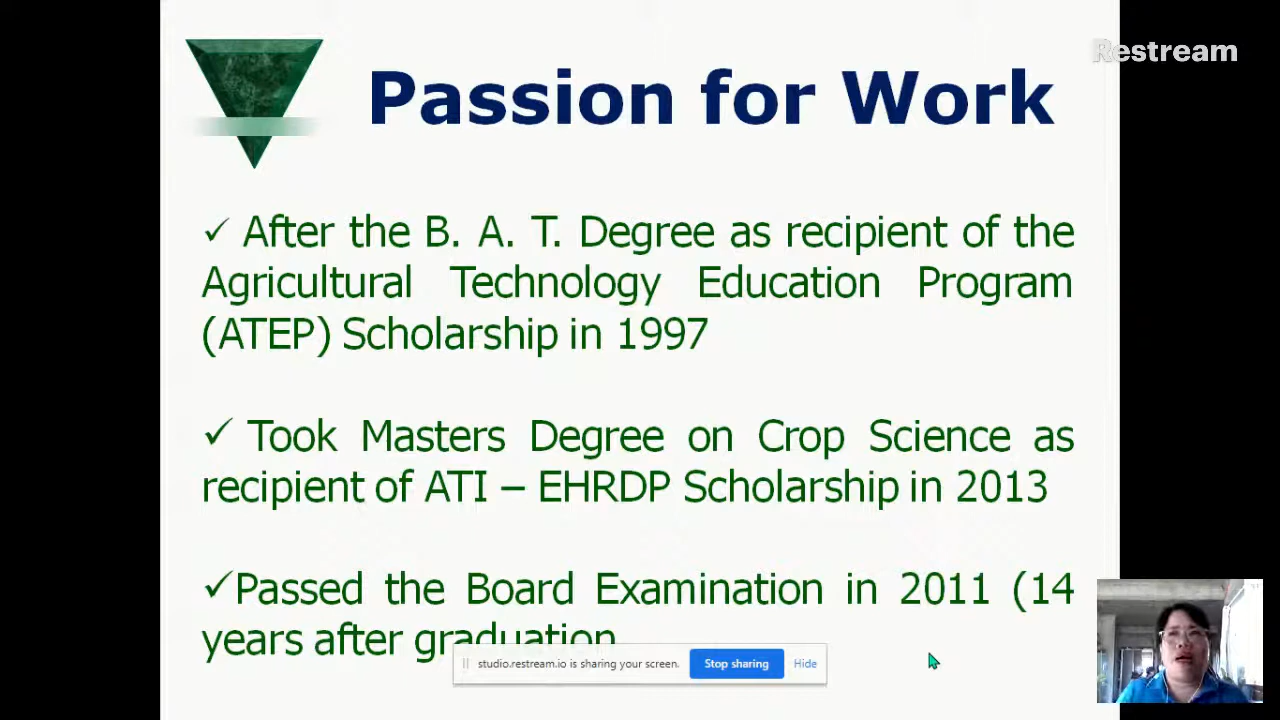 Restream
Passion for Work
✓ After the B. A. T. Degree as recipient of the
Agricultural Technology Education Program
(ATEP) Scholarship in 1997
✓ Took Masters Degree on Crop Science as
recipient of ATI – EHRDP Scholarship in 2013
✓Passed the Board Examination in 2011 (14
years after graduation
studio.restream.io is sharing your screen. Stop sharing Hide